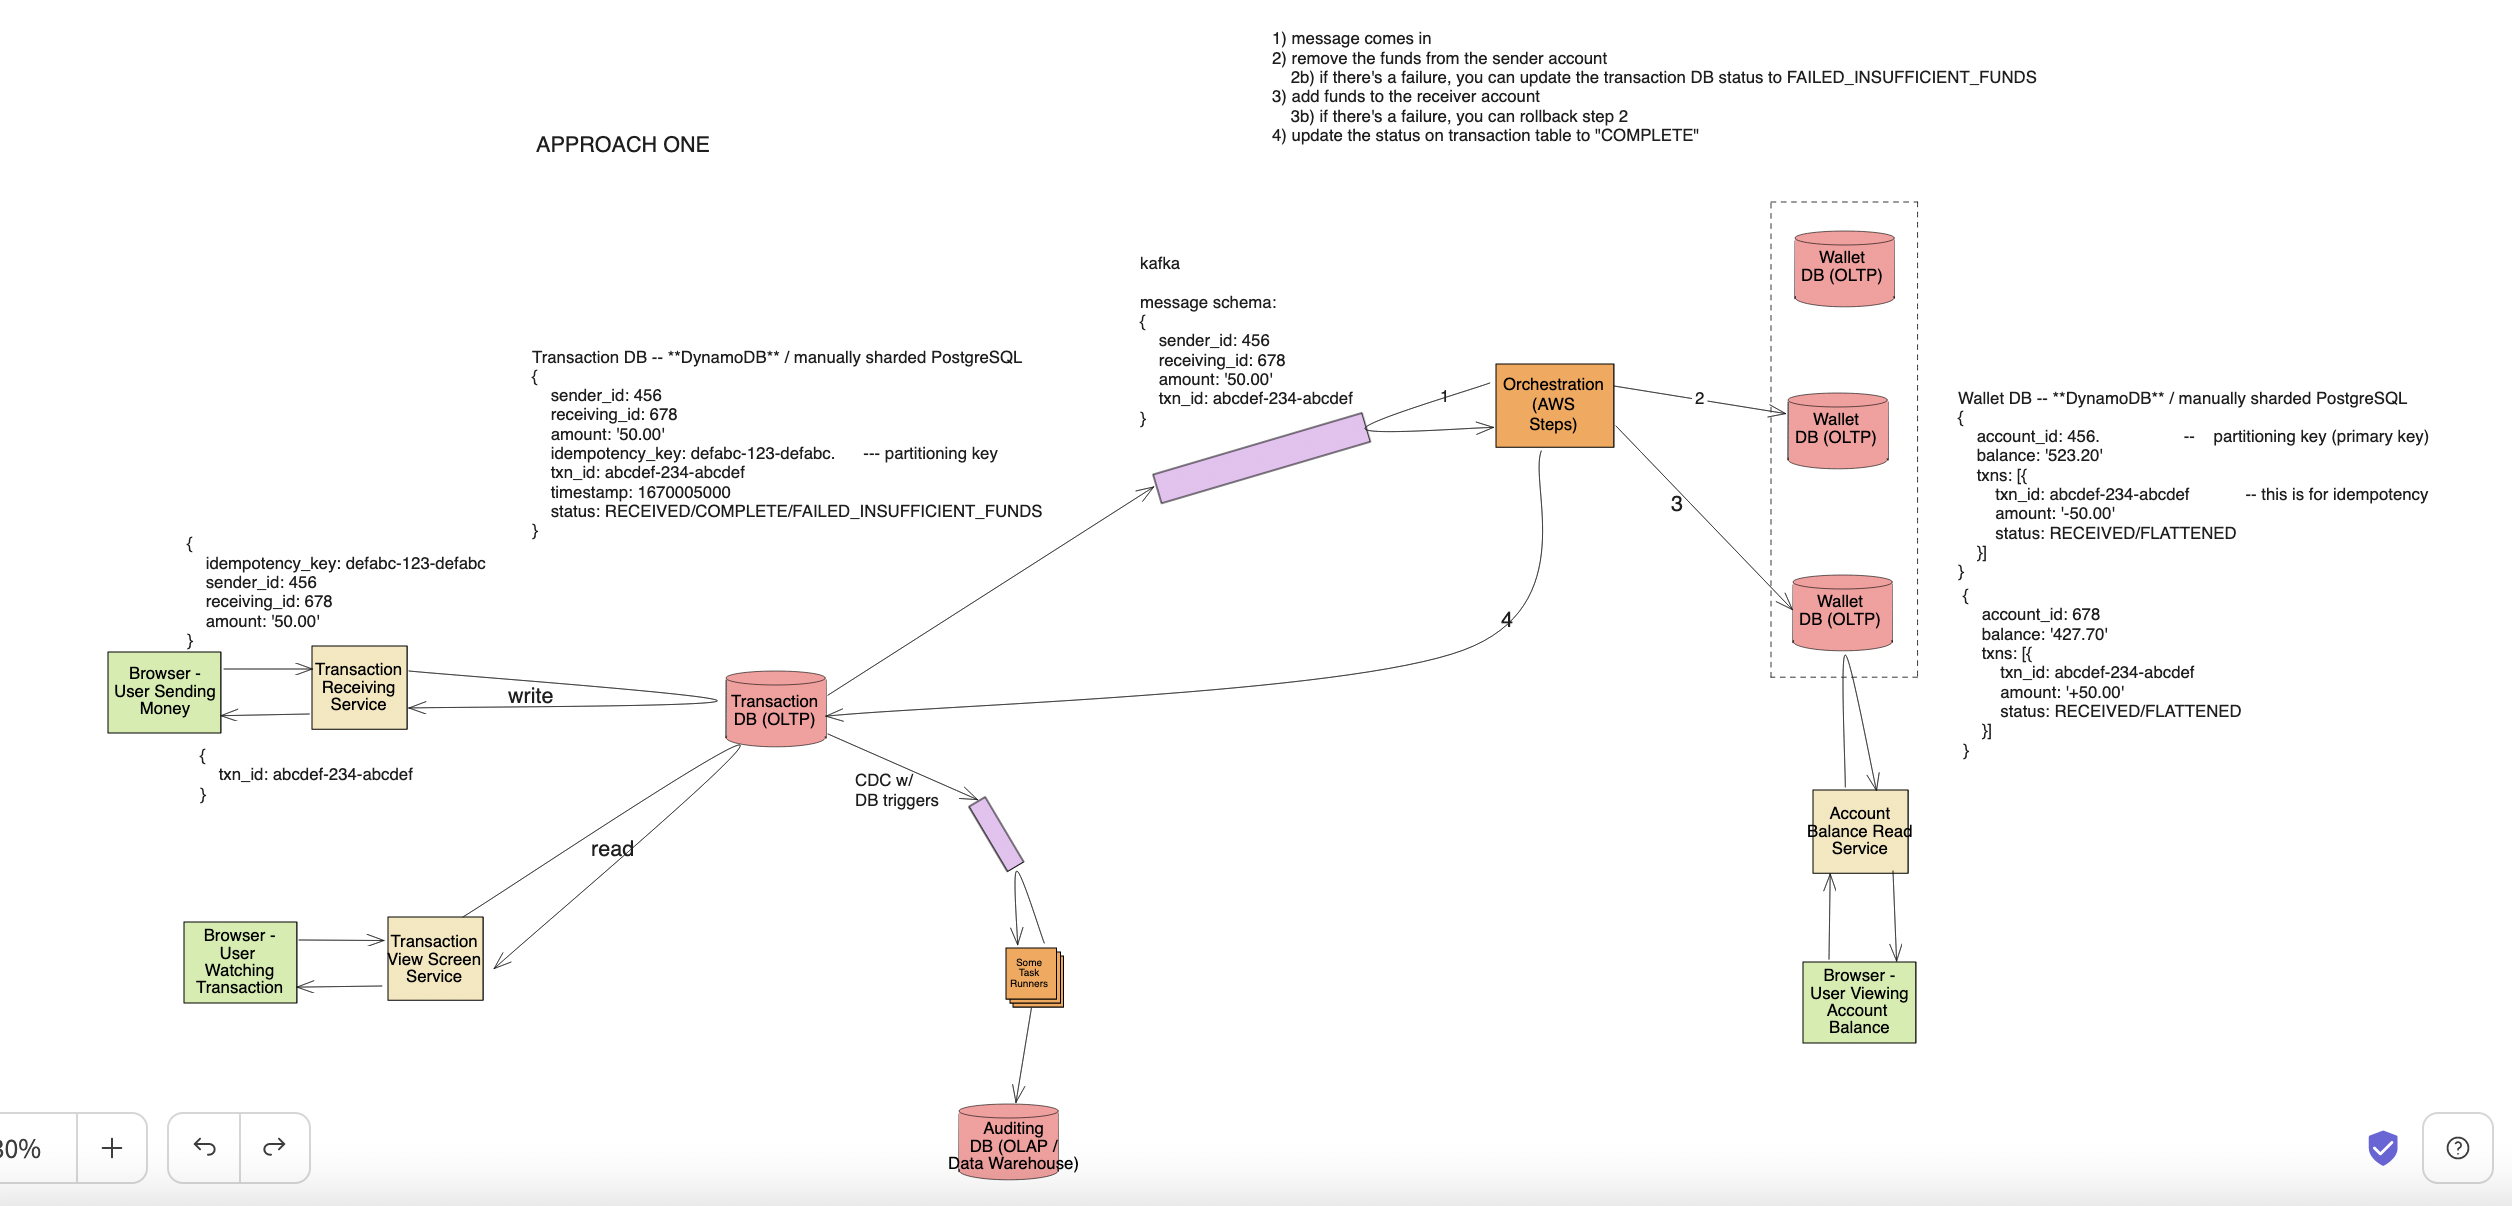 1) message comes in
2) remove the funds from the sender account
2b) if there's a failure, you can update the transaction DB status to FAILED_INSUFFICIENT_FUNDS
3) add funds to the receiver account
3b) if there's a failure, you can rollback step 2
4) update the status on transaction table to "COMPLETE"
APPROACH ONE
kafka
message schema:
{
sender_id: 456
receiving_id: 678
amount: '50.00'
txn_id: abcdef-234-abcdef
}
Transaction DB -- **DynamoDB** / manually sharded PostgreSQL
{
sender_id: 456
receiving_id: 678
amount: '50.00'
idempotency_key: defabc-123-defabc. --- partitioning key
txn_id: abcdef-234-abcdef
timestamp: 1670005000
status: RECEIVED/COMPLETE/FAILED_INSUFFICIENT_FUNDS
}
{
idempotency_key: defabc-123-defabc
sender_id: 456
receiving_id: 678
amount: '50.00'
}
Browser -
User Sending
Money
Transaction
Receiving
Service
write
{
txn_id: abcdef-234-abcdef
}
Transaction
DB (OLTP)
1
Orchestration
(AWS
Steps)
2
3
4
Wallet
DB (OLTP)
Wallet
DB (OLTP)
Wallet
DB (OLTP)
Wallet DB -- **DynamoDB** / manually sharded PostgreSQL
{
account_id: 456. -- partitioning key (primary key)
balance: '523.20'
txns: [{
txn_id: abcdef-234-abcdef -- this is for idempotency
amount: '-50.00'
status: RECEIVED/FLATTENED
}]
}
{
account_id: 678
balance: '427.70'
txns: [{
txn_id: abcdef-234-abcdef
amount: '+50.00'
status: RECEIVED/FLATTENED
}]
}
CDC w/
DB triggers
read
Browser -
User
Watching
Transaction
Transaction
View Screen
Service
Some
Task
Runners
Auditing
DB (OLAP /
Data Warehouse)
Account
Balance Read
Service
Browser -
User Viewing
Account
Balance
30%